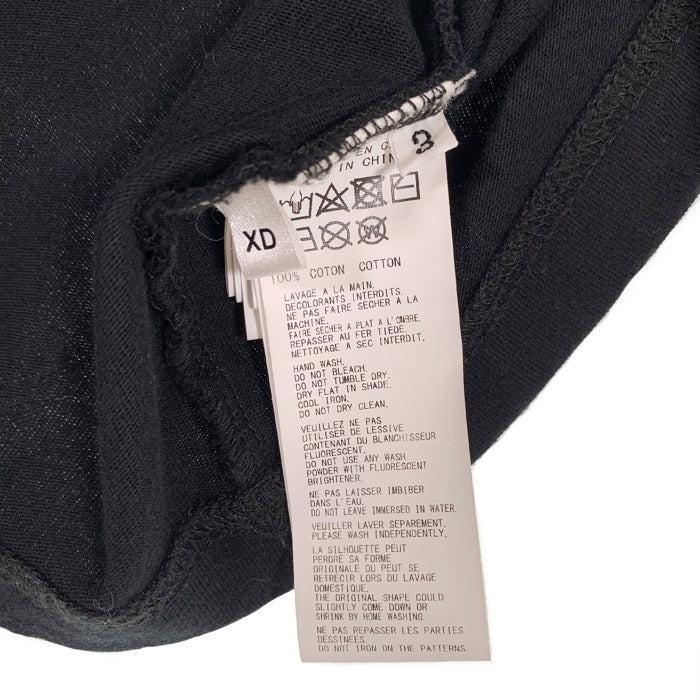 3
EN C
IN CHIN
XD
100% COTON COTTON
LAVAGE A LA MAIN.
DECOLORANTS INTERDITS.
NE PAS FAIRE SECHER A LA
MACHINE.
FAIRE SECHER A PLAT A L'ONBRE.
REPASSER AU FER TIEDE.
NETTOYAGE A SEC INTERDIT.
HAND WASH.
DO NOT BLEACH.
DO NOT TUMBLE DRY.
DRY FLAT IN SHADE.
COOL IRON.
DO NOT DRY CLEAN.
VEUILLEZ NE PAS
UTILISER DE LESSIVE
CONTENANT DU BLANCHISSEUR
FLUORESCENT.
DO NOT USE ANY WASH
POWDER WITH FLUORESCENT
BRIGHTENER.
NE PAS LAISSER IMBIBER
DANS L'EAU.
DO NOT LEAVE IMMERSED IN WATER.
VEUILLER LAVER SEPAREMENT.
PLEASE WASH INDEPENDENTLY.
LA SILHOUETTE PEUT
PERDRE SA FORME
ORIGINALE OU PEUT SE
RETRECIR LORS DU LAVAGE
DOMESTIQUE.
THE ORIGINAL SHAPE COULD
SLIGHTLY COME DOWN OR
SHRINK BY HOME WASHING.
NE PAS REPASSER LES PARTIES
DESSINEES.
DO NOT IRON ON THE PATTERNS.